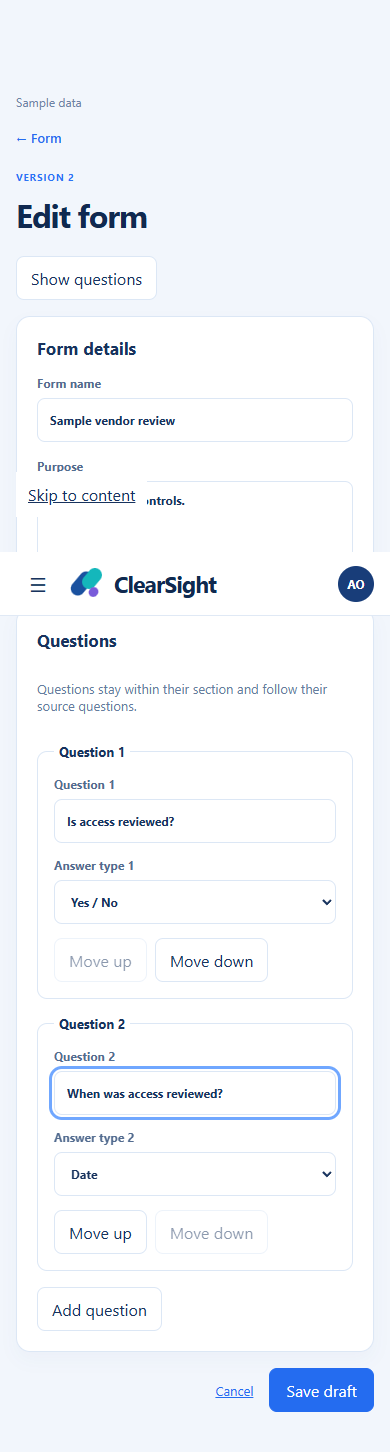 Sample data
← Form
VERSION 2
Edit form
Show questions
Form details
Form name
Sample vendor review
Purpose
Skip to content
☰ ClearSight AO
Questions
Questions stay within their section and follow their
source questions.
Question 1
Question 1
Is access reviewed?
Answer type 1
Yes / No
Move up Move down
Question 2
Question 2
When was access reviewed?
Answer type 2
Date
Move up Move down
Add question
Cancel Save draft